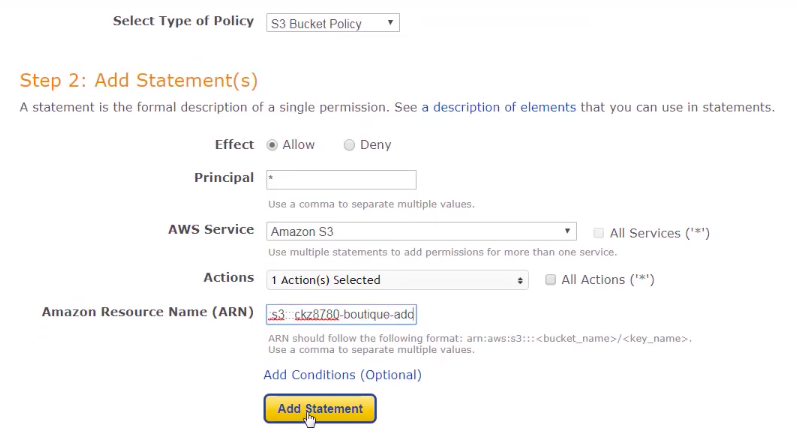 Select Type of Policy S3 Bucket Policy
Step 2: Add Statement(s)
A statement is the formal description of a single permission. See a description of elements that you can use in statements.
Effect Allow Deny
Principal *
Use a comma to separate multiple values.
AWS Service Amazon S3 All Services ('*')
Use multiple statements to add permissions for more than one service.
Actions 1 Action(s) Selected All Actions ('*')
Amazon Resource Name (ARN) :s3:::ckz8780-boutique-ado
ARN should follow the following format: arn:aws:s3:::<bucket_name>/<key_name>.
Use a comma to separate multiple values.
Add Conditions (Optional)
Add Statement